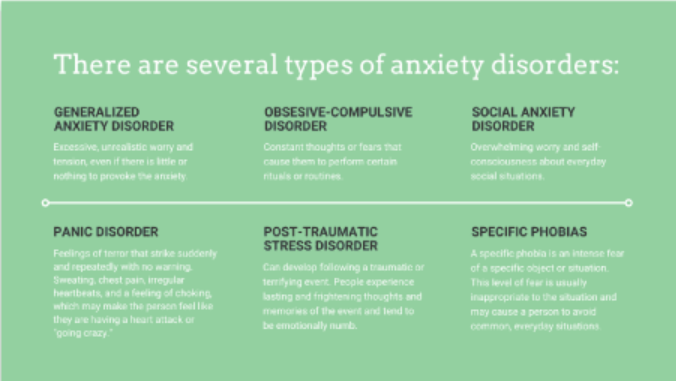 There are several types of anxiety disorders:
GENERALIZED
ANXIETY DISORDER
Excessive, unrealistic worry and
tension, even if there is little or
nothing to provoke the anxiety.
OBSESIVE-COMPULSIVE
DISORDER
Constant thoughts or fears that
cause them to perform certain
rituals or routines.
SOCIAL ANXIETY
DISORDER
Overwhelming worry and self-
consciousness about everyday
social situations.
PANIC DISORDER
Feelings of terror that strike suddenly
and repeatedly with no warning.
Sweating, chest pain, irregular
heartbeats, and a feeling of choking,
which may make the person feel like
they are having a heart attack or
"going crazy."
POST-TRAUMATIC
STRESS DISORDER
Can develop following a traumatic or
terrifying event. People experience
lasting and frightening thoughts and
memories of the event and tend to
be emotionally numb.
SPECIFIC PHOBIAS
A specific phobia is an intense fear
of a specific object or situation.
This level of fear is usually
inappropriate to the situation and
may cause a person to avoid
common, everyday situations.